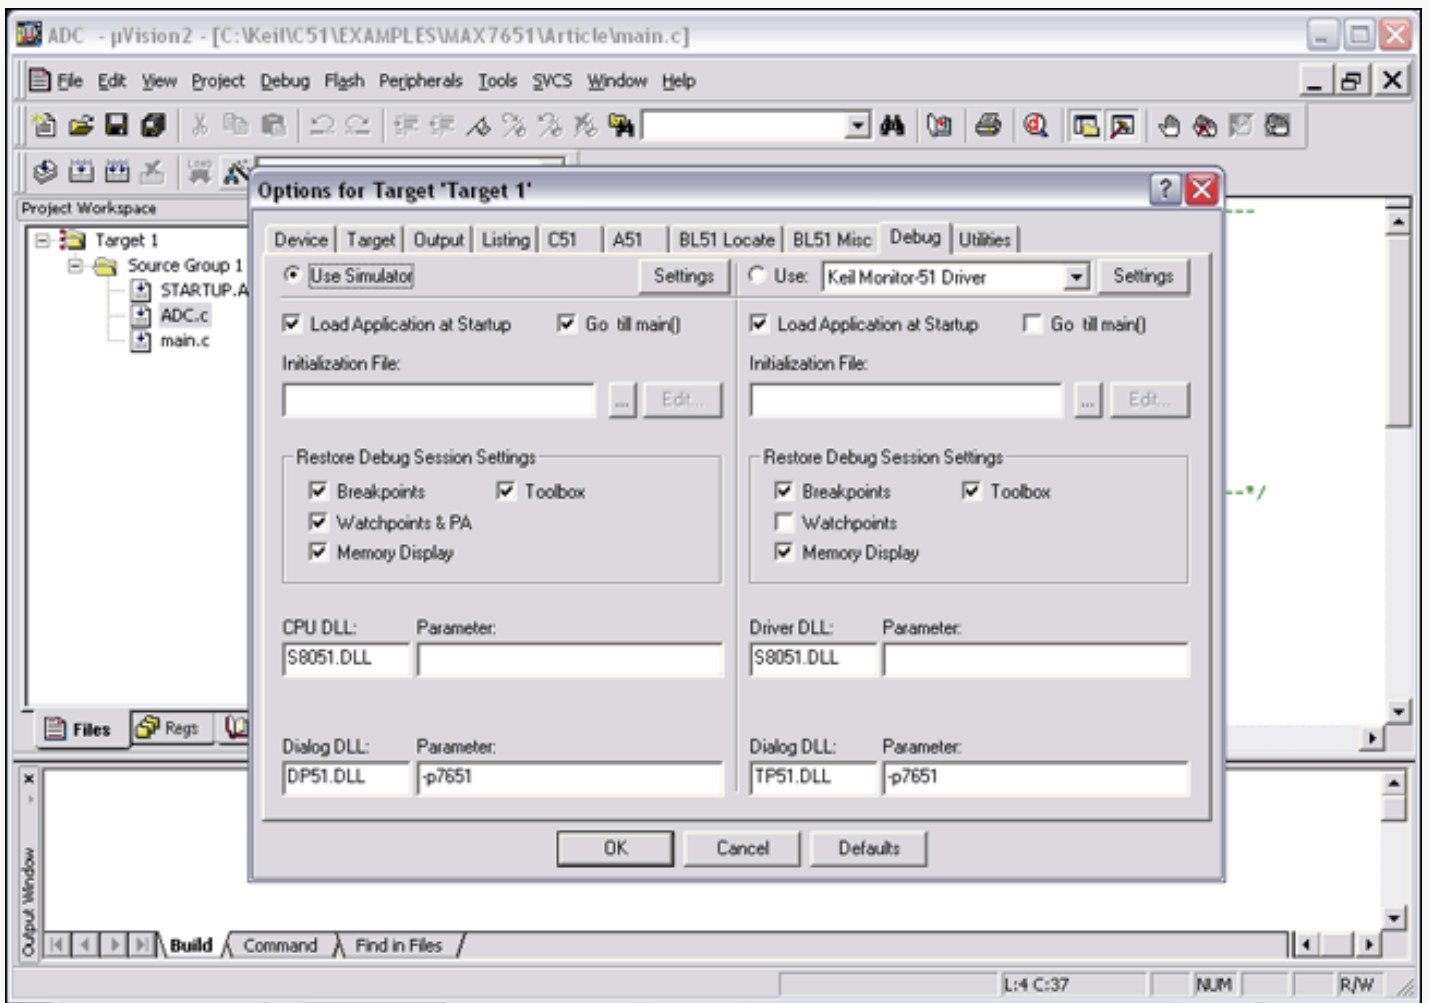 ADC - µVision2 - [C:\Keil\C51\EXAMPLES\MAX7651\Article\main.c]
File Edit View Project Debug Flash Peripherals Tools SVCS Window Help
LOAD
Options for Target 'Target 1'
Project Workspace
Target 1
Source Group 1
STARTUP.A
ADC.c
main.c
Device Target Output Listing C51 A51 BL51 Locate BL51 Misc Debug Utilities
Use Simulator Settings Use: Keil Monitor-51 Driver Settings
Load Application at Startup Go till main() Load Application at Startup Go till main()
Initialization File: Initialization File:
... Edit... ... Edit...
Restore Debug Session Settings Restore Debug Session Settings
Breakpoints Toolbox Breakpoints Toolbox
Watchpoints & PA Watchpoints
Memory Display Memory Display
---
--*/
CPU DLL: Parameter: Driver DLL: Parameter:
S8051.DLL S8051.DLL
Dialog DLL: Parameter: Dialog DLL: Parameter:
DP51.DLL -p7651 TP51.DLL -p7651
OK Cancel Defaults
Files Regs
Output Window
Build Command Find in Files
L:4 C:37 NUM R/W